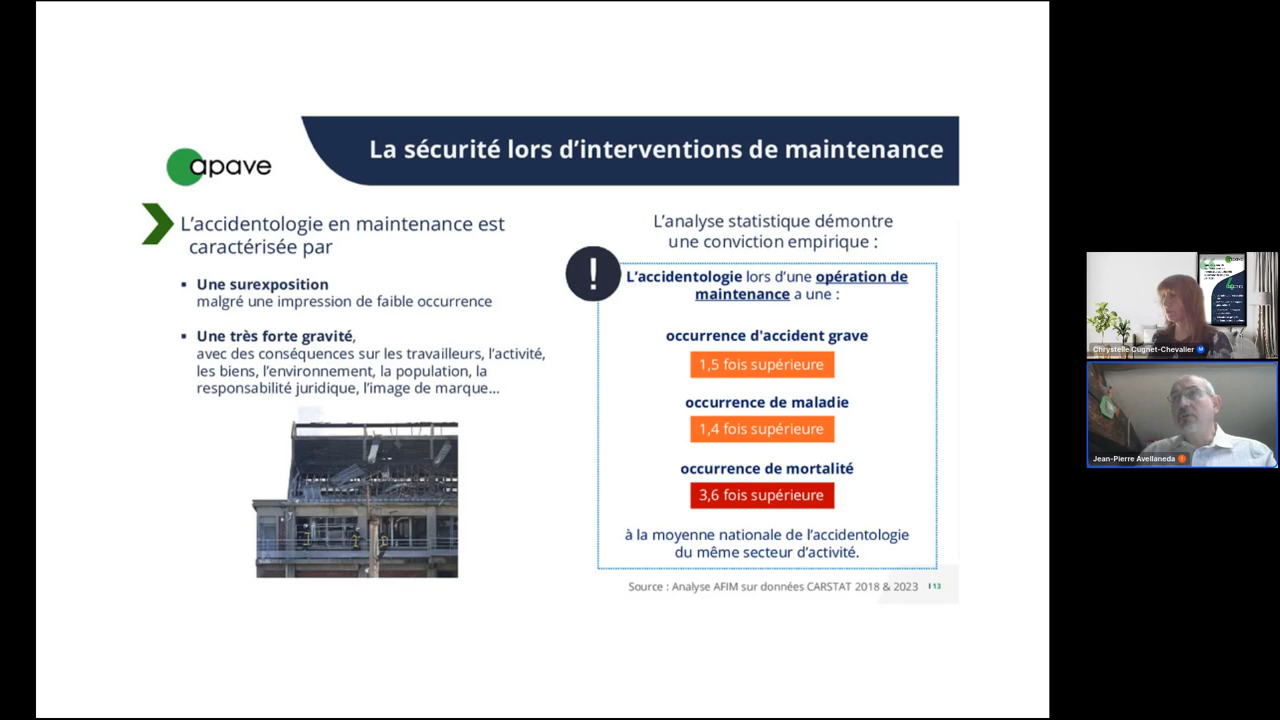 apave
La sécurité lors d’interventions de maintenance
L’accidentologie en maintenance est
caractérisée par
▪ Une surexposition
malgré une impression de faible occurrence
▪ Une très forte gravité,
avec des conséquences sur les travailleurs, l’activité,
les biens, l’environnement, la population, la
responsabilité juridique, l’image de marque...
L’analyse statistique démontre
une conviction empirique :
!
L’accidentologie lors d’une opération de
maintenance a une :
occurrence d'accident grave
1,5 fois supérieure
occurrence de maladie
1,4 fois supérieure
occurrence de mortalité
3,6 fois supérieure
à la moyenne nationale de l’accidentologie
du même secteur d’activité.
Source : Analyse AFIM sur données CARSTAT 2018 & 2023
I 13
apave
Chrystelle Cugnet-Chevalier
Jean-Pierre Avellaneda